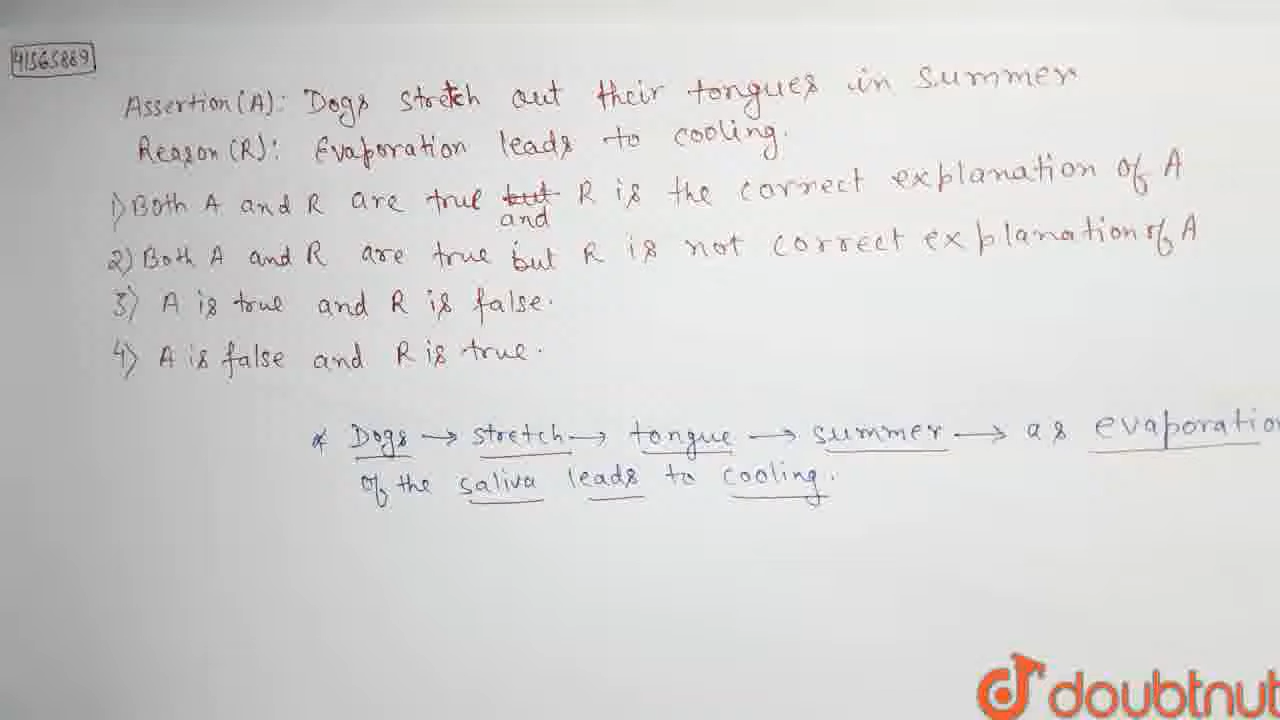 41565889
Assertion (A): Dogs stretch out their tongues in summer
Reason (R): Evaporation leads to cooling.
1) Both A and R are true but R is the correct explanation of A
and
2) Both A and R are true but R is not correct explanation of A
3) A is true and R is false.
4) A is false and R is true.
* Dogs → stretch → tongue → summer → as evaporation
of the saliva leads to cooling.
doubtnut